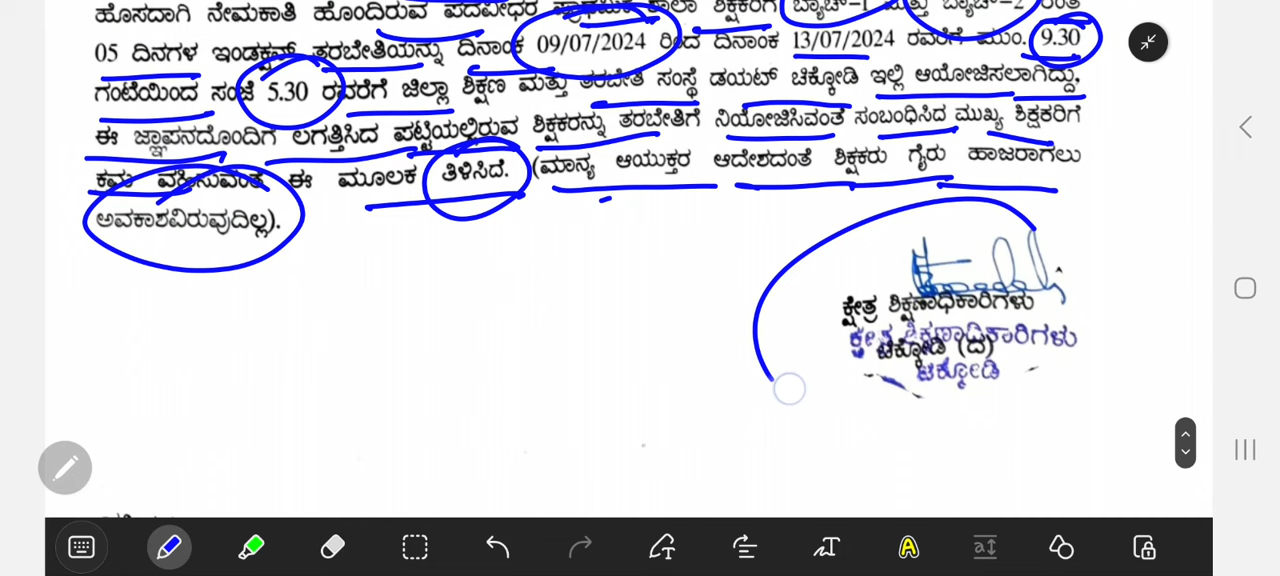 ಹೊಸದಾಗಿ ನೇಮಕಾತಿ ಹೊಂದಿರುವ ಪದವೀಧರ ಪ್ರಾಥಮಿಕ ಶಾಲಾ ಶಿಕ್ಷಕರಿಗೆ ಬ್ಯಾಚ್-1 ಮತ್ತು ಬ್ಯಾಚ್-2 ರಂತೆ
05 ದಿನಗಳ ಇಂಡಕ್ಷನ್ ತರಬೇತಿಯನ್ನು ದಿನಾಂಕ 09/07/2024 ರಿಂದ ದಿನಾಂಕ 13/07/2024 ರವರೆಗೆ ಮುಂ. 9.30
ಗಂಟೆಯಿಂದ ಸಂಜೆ 5.30 ರವರೆಗೆ ಜಿಲ್ಲಾ ಶಿಕ್ಷಣ ಮತ್ತು ತರಬೇತಿ ಸಂಸ್ಥೆ ಡಯಟ್ ಚಿಕ್ಕೋಡಿ ಇಲ್ಲಿ ಆಯೋಜಿಸಲಾಗಿದ್ದು,
ಈ ಜ್ಞಾಪನದೊಂದಿಗೆ ಲಗತ್ತಿಸಿದ ಪಟ್ಟಿಯಲ್ಲಿರುವ ಶಿಕ್ಷಕರನ್ನು ತರಬೇತಿಗೆ ನಿಯೋಜಿಸುವಂತೆ ಸಂಬಂಧಿಸಿದ ಮುಖ್ಯ ಶಿಕ್ಷಕರಿಗೆ
ಕ್ರಮ ವಹಿಸುವಂತೆ ಈ ಮೂಲಕ ತಿಳಿಸಿದೆ. (ಮಾನ್ಯ ಆಯುಕ್ತರ ಆದೇಶದಂತೆ ಶಿಕ್ಷಕರು ಗೈರು ಹಾಜರಾಗಲು
ಅವಕಾಶವಿರುವುದಿಲ್ಲ).
ಕ್ಷೇತ್ರ ಶಿಕ್ಷಣಾಧಿಕಾರಿಗಳು
ಕ್ಷೇತ್ರ ಶಿಕ್ಷಣಾಧಿಕಾರಿಗಳು
ಚಿಕ್ಕೋಡಿ (ದ)
ಚಿಕ್ಕೋಡಿ